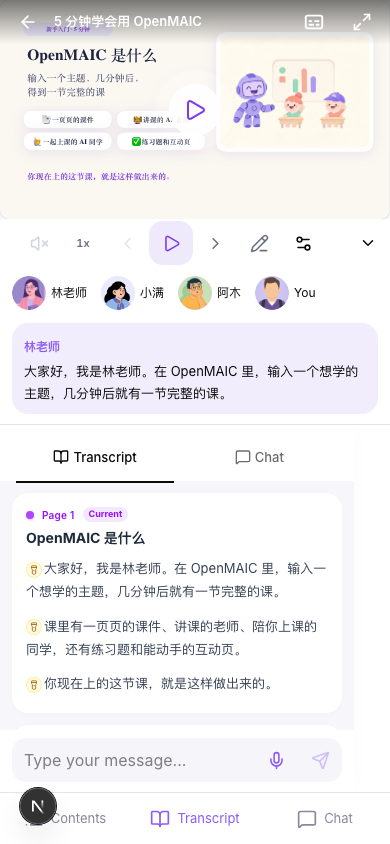 5 分钟学会用 OpenMAIC
新手入门 · 5 分钟
OpenMAIC 是什么
输入一个主题，几分钟后，
得到一节完整的课
一页页的课件
讲课的 A
一起上课的 AI 同学
练习题和互动页
你现在上的这节课，就是这样做出来的。
1x
林老师
小满
阿木
You
林老师
大家好，我是林老师。在 OpenMAIC 里，输入一个想学的
主题，几分钟后就有一节完整的课。
Transcript
Chat
Page 1
Current
OpenMAIC 是什么
大家好，我是林老师。在 OpenMAIC 里，输入一
个想学的主题，几分钟后就有一节完整的课。
课里有一页页的课件、讲课的老师、陪你上课的
同学，还有练习题和能动手的互动页。
你现在上的这节课，就是这样做出来的。
Type your message...
N
Contents
Transcript
Chat